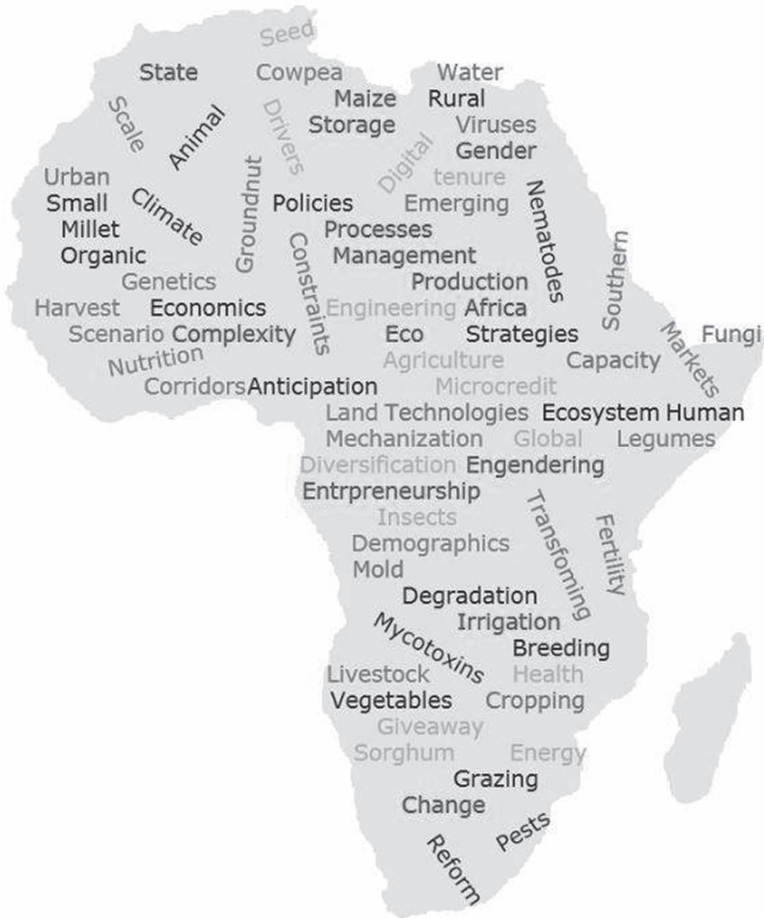 Seed
State Cowpea Water
Scale Animal Drivers Maize Rural
Storage Viruses
Digital Gender
Urban Groundnut tenure
Small Climate Policies Emerging Nematodes
Millet Processes
Organic Constraints Management Southern
Genetics Production
Harvest Economics Engineering Africa
Scenario Complexity Eco Strategies Markets Fungi
Nutrition Agriculture Capacity
Corridors Anticipation Microcredit
Land Technologies Ecosystem Human
Mechanization Global Legumes
Diversification Engendering
Entrpreneurship
Insects Transfoming Fertility
Demographics
Mold
Degradation
Mycotoxins Irrigation
Breeding
Livestock Health
Vegetables Cropping
Giveaway
Sorghum Energy
Grazing
Change
Reform Pests